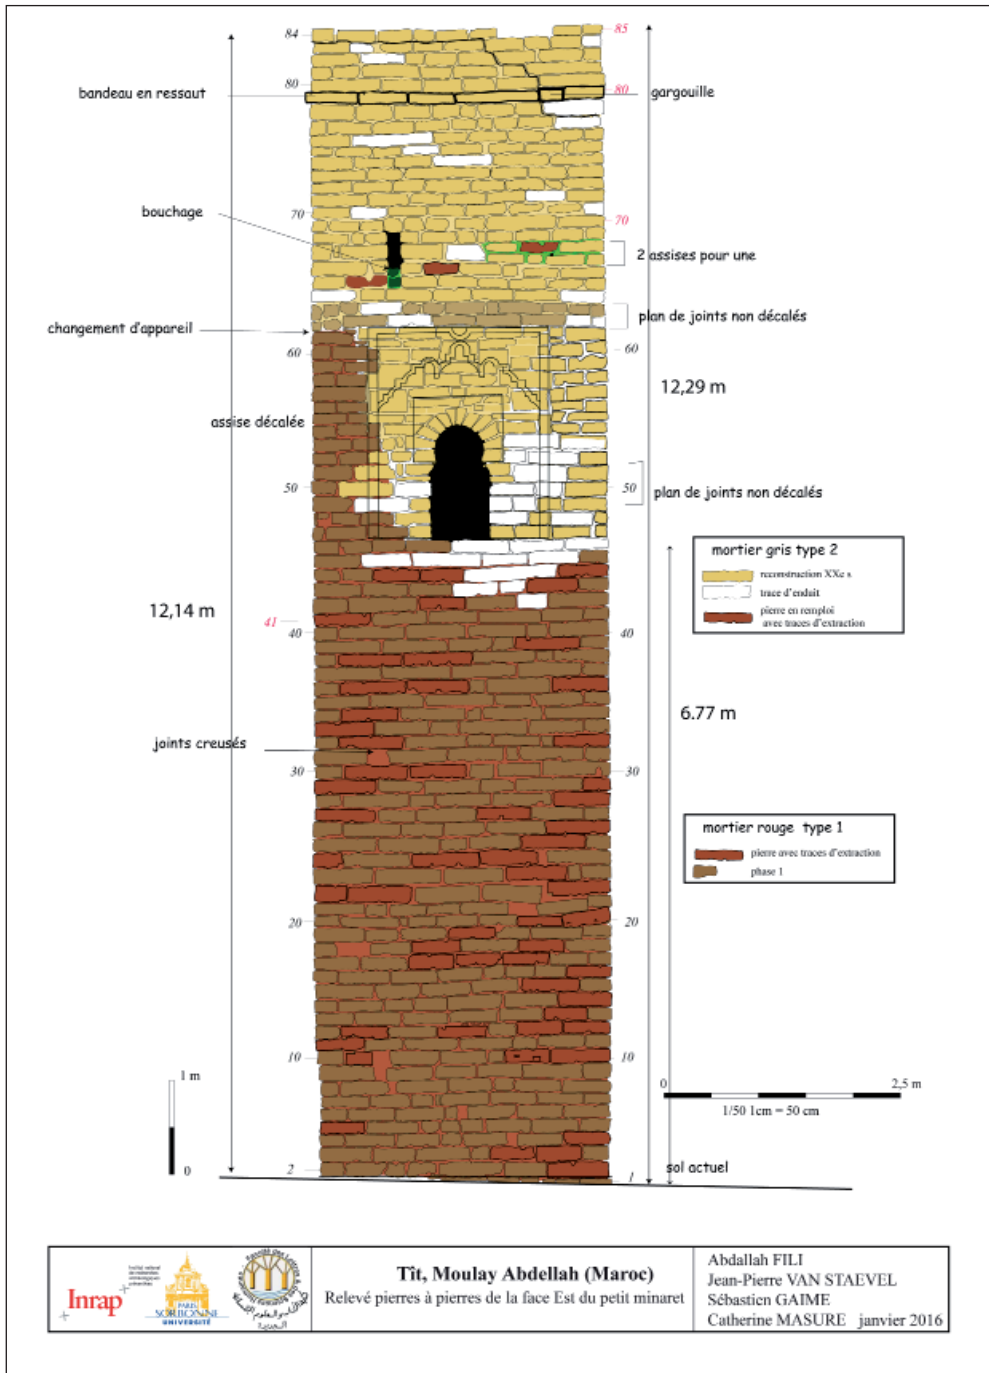 84
85
80
bandeau en ressaut
80
gargouille
bouchage
70
70
2 assises pour une
plan de joints non décalés
changement d'appareil
60
60
12,29 m
assise décalée
50
50
plan de joints non décalés
mortier gris type 2
reconstruction XXe s
trace d'enduit
pierre en remploi
avec traces d'extraction
12,14 m
41
40
40
6.77 m
joints creusés
30
30
mortier rouge type 1
pierre avec traces d'extraction
phase 1
20
20
10
10
1 m
0
0
2,5 m
1/50 1cm = 50 cm
2
1
sol actuel
Inrap
PARIS
SORBONNE
UNIVERSITÉ
Tît, Moulay Abdellah (Maroc)
Relevé pierres à pierres de la face Est du petit minaret
Abdallah FILI
Jean-Pierre VAN STAEVEL
Sébastien GAIME
Catherine MASURE janvier 2016